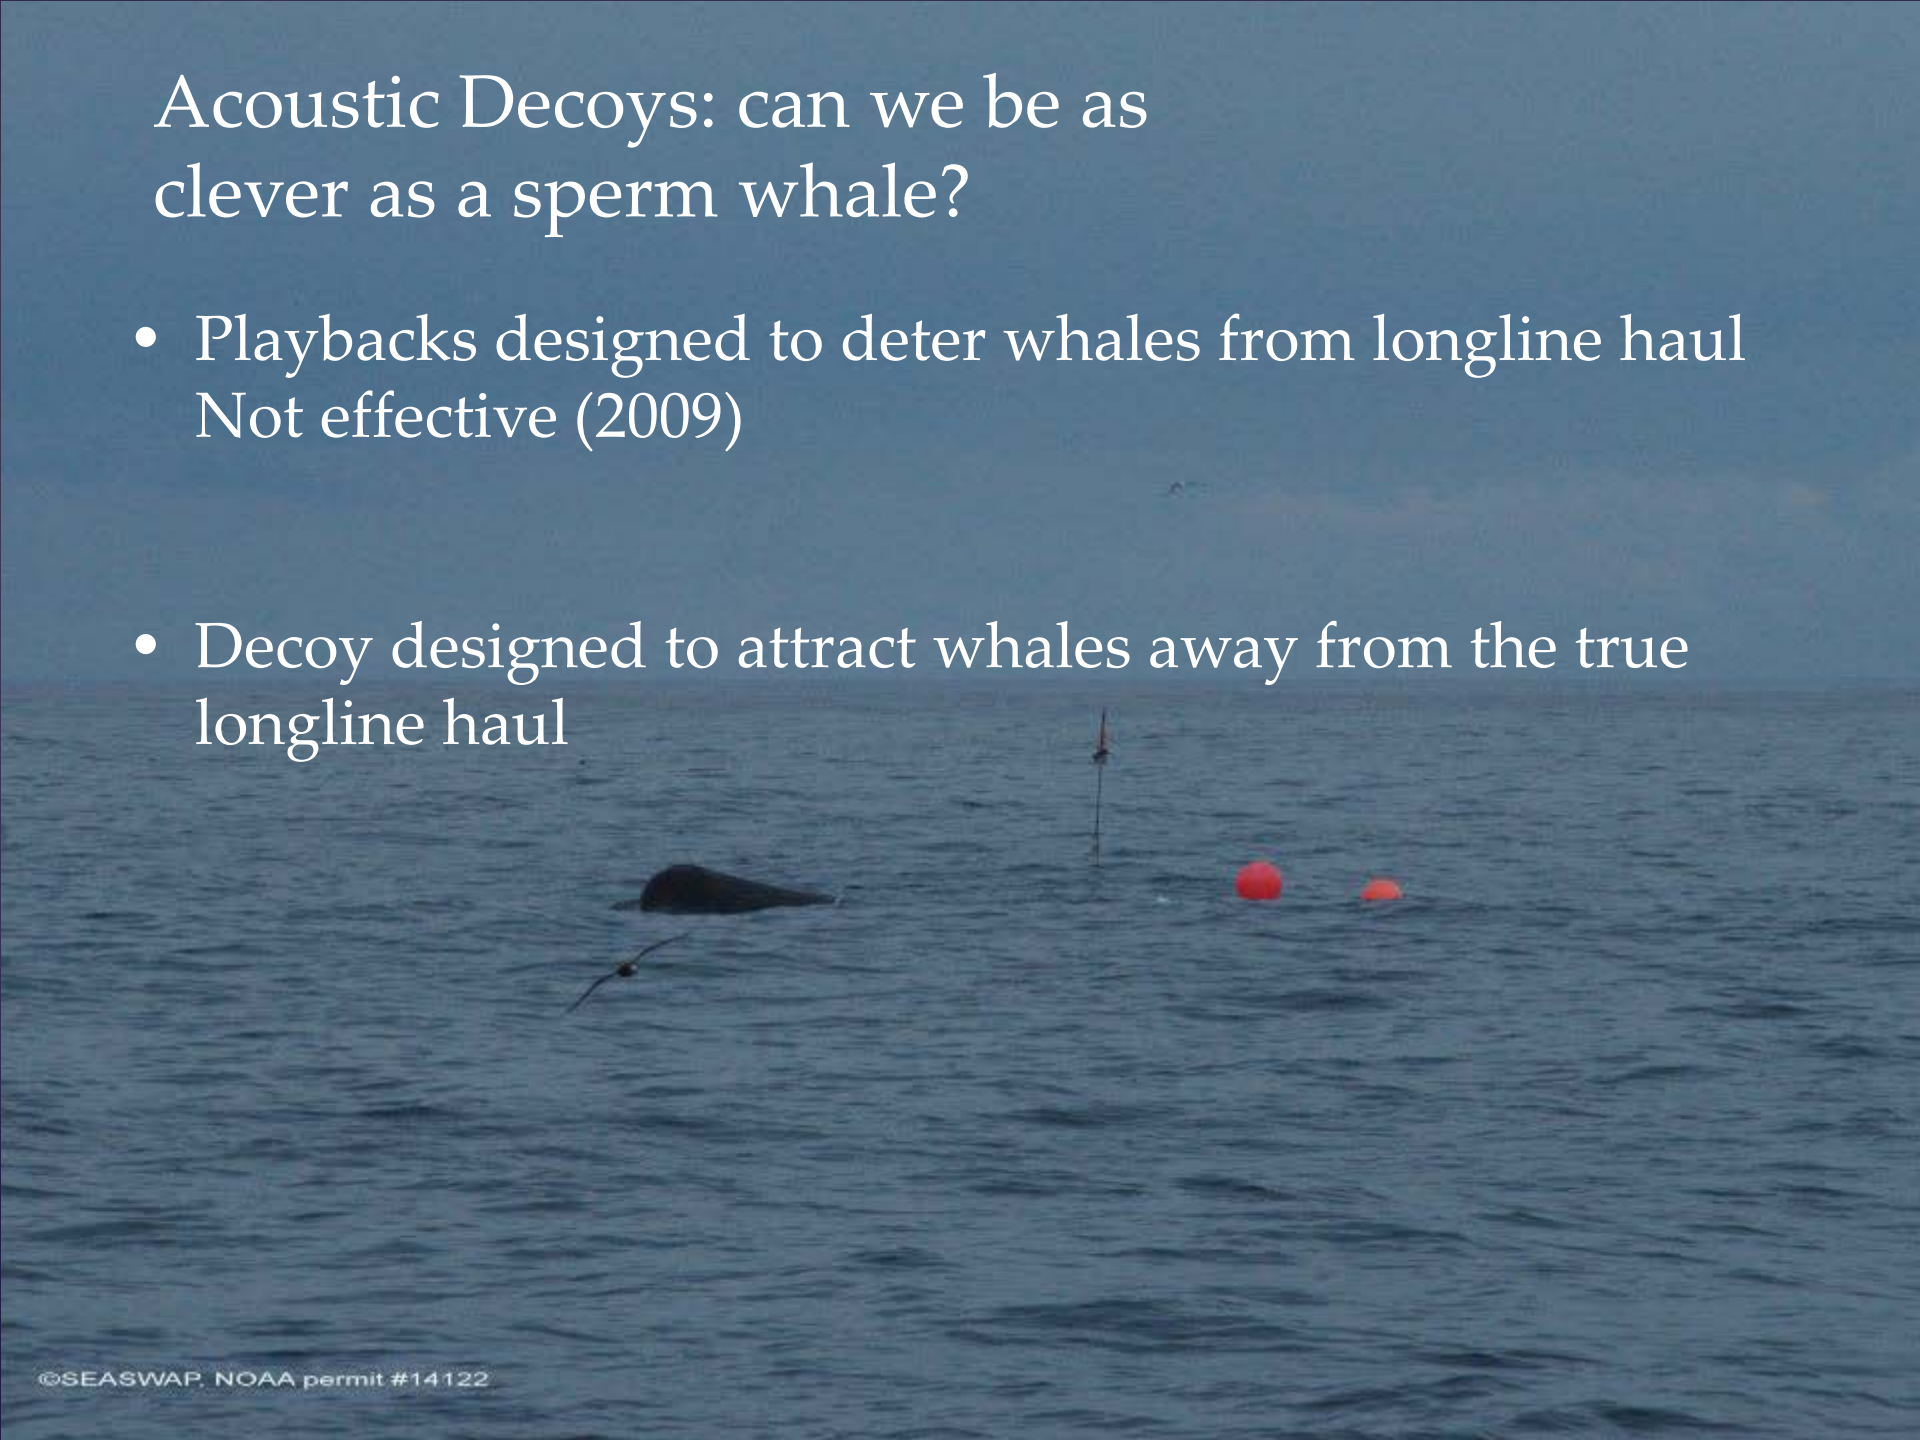 Acoustic Decoys: can we be as
clever as a sperm whale?
• Playbacks designed to deter whales from longline haul
Not effective (2009)
• Decoy designed to attract whales away from the true
longline haul
©SEASWAP, NOAA permit #14122